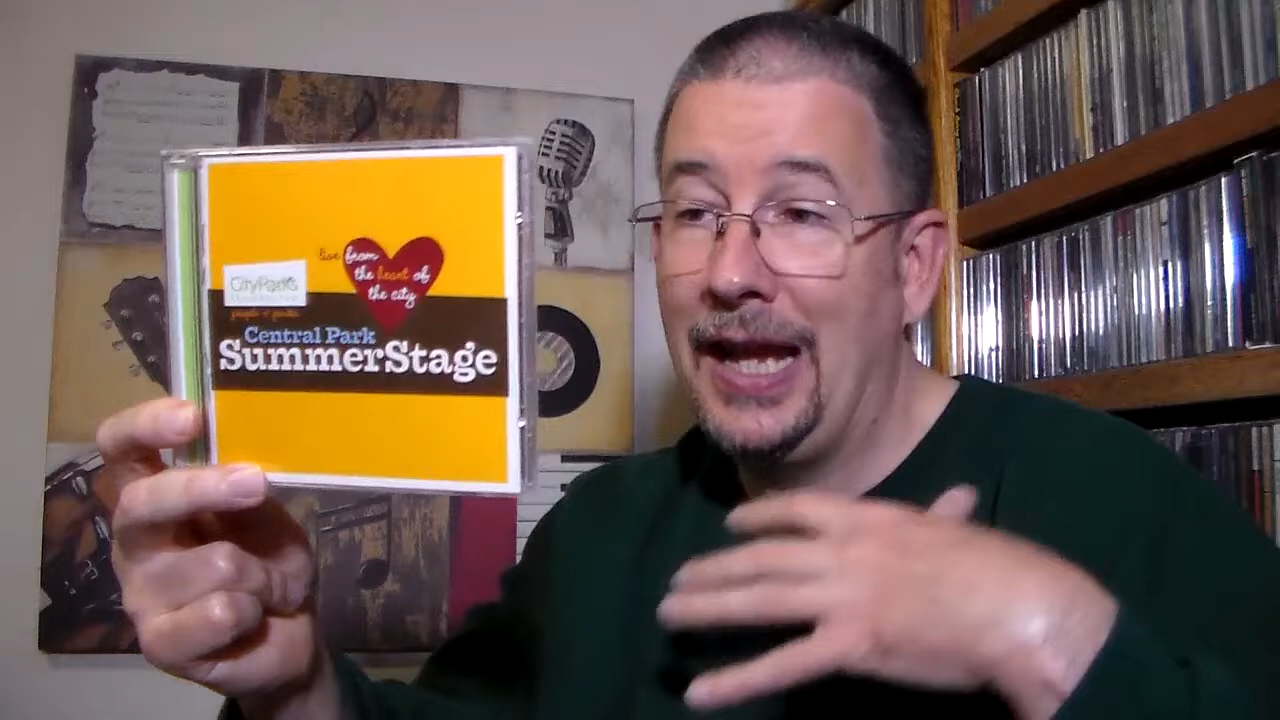 live from
the heart of
the city
CityParks
Central Park
SummerStage